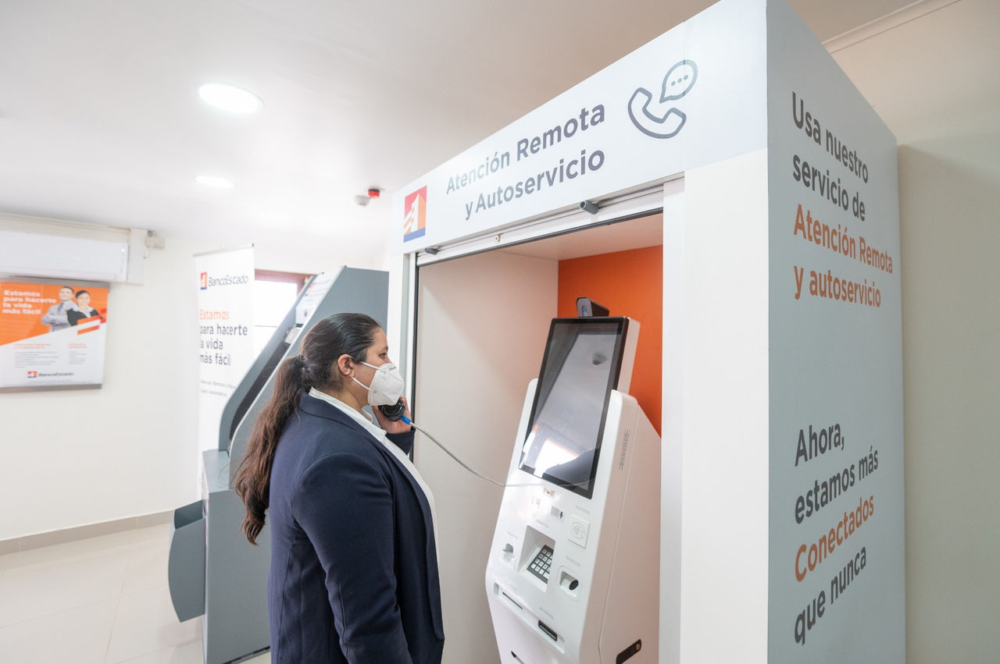 Atención Remota
y Autoservicio
Usa nuestro
servicio de
Atención Remota
y autoservicio
Ahora,
estamos más
Conectados
que nunca
BancoEstado
Estamos
para hacerte
la vida
más fácil
Estamos
para hacerte
la vida
más fácil
BancoEstado